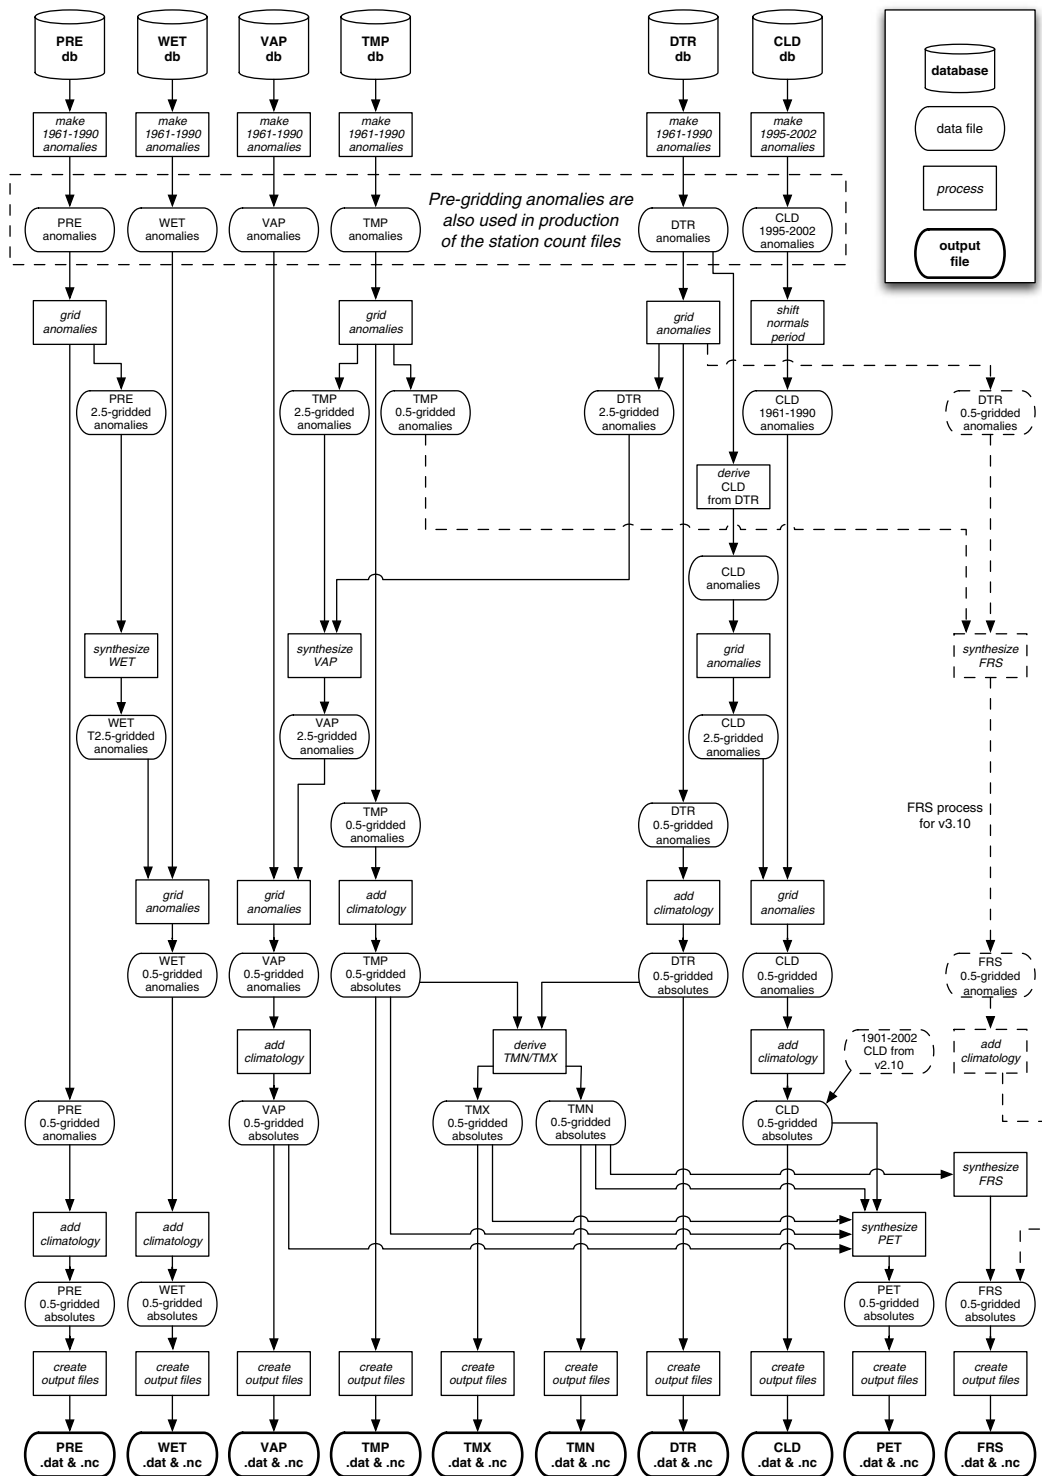 PRE
db
WET
db
VAP
db
TMP
db
DTR
db
CLD
db
database
data file
process
output
file
make
1961-1990
anomalies
make
1961-1990
anomalies
make
1961-1990
anomalies
make
1961-1990
anomalies
make
1961-1990
anomalies
make
1995-2002
anomalies
Pre-gridding anomalies are
also used in production
of the station count files
PRE
anomalies
WET
anomalies
VAP
anomalies
TMP
anomalies
DTR
anomalies
CLD
1995-2002
anomalies
grid
anomalies
grid
anomalies
grid
anomalies
shift
normals
period
PRE
2.5-gridded
anomalies
TMP
2.5-gridded
anomalies
TMP
0.5-gridded
anomalies
DTR
2.5-gridded
anomalies
CLD
1961-1990
anomalies
DTR
0.5-gridded
anomalies
derive
CLD
from DTR
CLD
anomalies
synthesize
WET
synthesize
VAP
grid
anomalies
synthesize
FRS
WET
T2.5-gridded
anomalies
VAP
2.5-gridded
anomalies
CLD
2.5-gridded
anomalies
TMP
0.5-gridded
anomalies
DTR
0.5-gridded
anomalies
FRS process
for v3.10
grid
anomalies
grid
anomalies
add
climatology
add
climatology
grid
anomalies
WET
0.5-gridded
anomalies
VAP
0.5-gridded
anomalies
TMP
0.5-gridded
absolutes
DTR
0.5-gridded
absolutes
CLD
0.5-gridded
anomalies
FRS
0.5-gridded
anomalies
add
climatology
derive
TMN/TMX
add
climatology
1901-2002
CLD from
v2.10
add
climatology
PRE
0.5-gridded
anomalies
VAP
0.5-gridded
absolutes
TMX
0.5-gridded
absolutes
TMN
0.5-gridded
absolutes
CLD
0.5-gridded
absolutes
synthesize
FRS
add
climatology
add
climatology
synthesize
PET
PRE
0.5-gridded
absolutes
WET
0.5-gridded
absolutes
PET
0.5-gridded
absolutes
FRS
0.5-gridded
absolutes
create
output files
create
output files
create
output files
create
output files
create
output files
create
output files
create
output files
create
output files
create
output files
create
output files
PRE
.dat & .nc
WET
.dat & .nc
VAP
.dat & .nc
TMP
.dat & .nc
TMX
.dat & .nc
TMN
.dat & .nc
DTR
.dat & .nc
CLD
.dat & .nc
PET
.dat & .nc
FRS
.dat & .nc